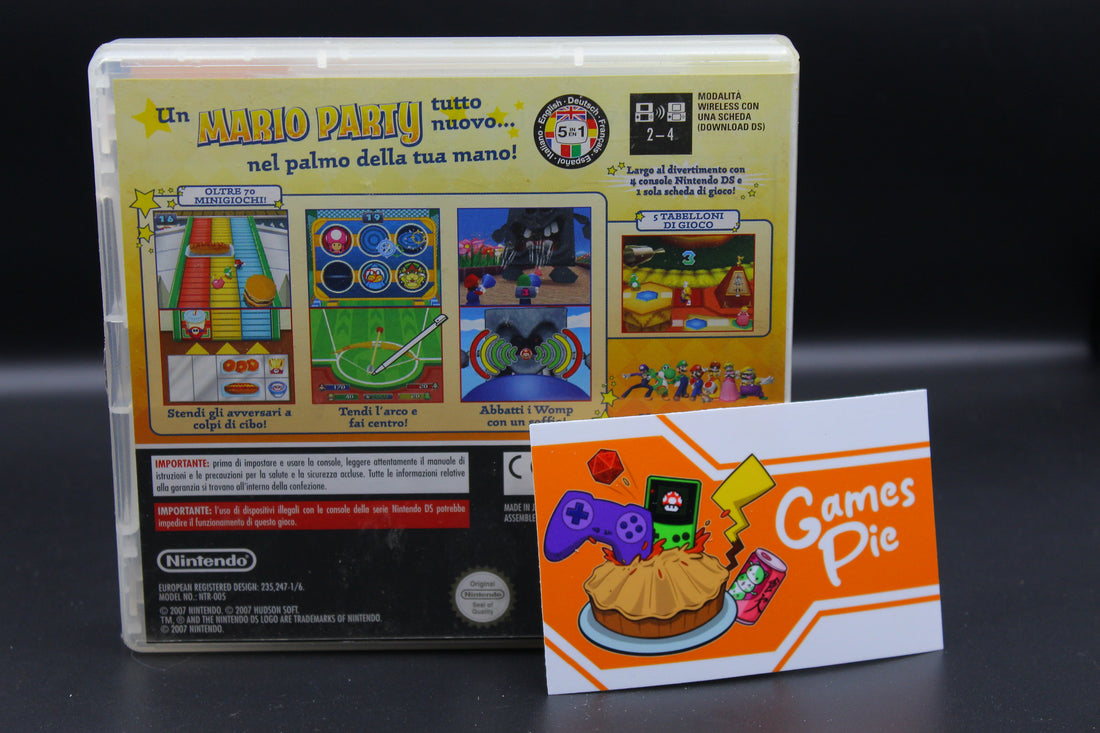 Un MARIO PARTY tutto nuovo...
nel palmo della tua mano!
English · Deutsch · Français · Español · Italiano
5 IN EN 1
2-4
MODALITÀ
WIRELESS CON
UNA SCHEDA
(DOWNLOAD DS)
Largo al divertimento con
4 console Nintendo DS e
1 sola scheda di gioco!
OLTRE 70
MINIGIOCHI!
16
19
3
5 TABELLONI
DI GIOCO
3
Stendi gli avversari a
colpi di cibo!
Tendi l'arco e
fai centro!
Abbatti i Womp
con un soffio!
IMPORTANTE: prima di impostare e usare la console, leggere attentamente il manuale di
istruzioni e le precauzioni per la salute e la sicurezza accluse. Tutte le informazioni relative
alla garanzia si trovano all'interno della confezione.
IMPORTANTE: l'uso di dispositivi illegali con le console della serie Nintendo DS potrebbe
impedire il funzionamento di questo gioco.
MADE IN J
ASSEMBLE
Nintendo
EUROPEAN REGISTERED DESIGN: 235,247-1/6.
MODEL NO.: NTR-005
© 2007 NINTENDO. © 2007 HUDSON SOFT.
TM, ® AND THE NINTENDO DS LOGO ARE TRADEMARKS OF NINTENDO.
© 2007 NINTENDO.
Original
Nintendo
Seal of
Quality
Games
Pie